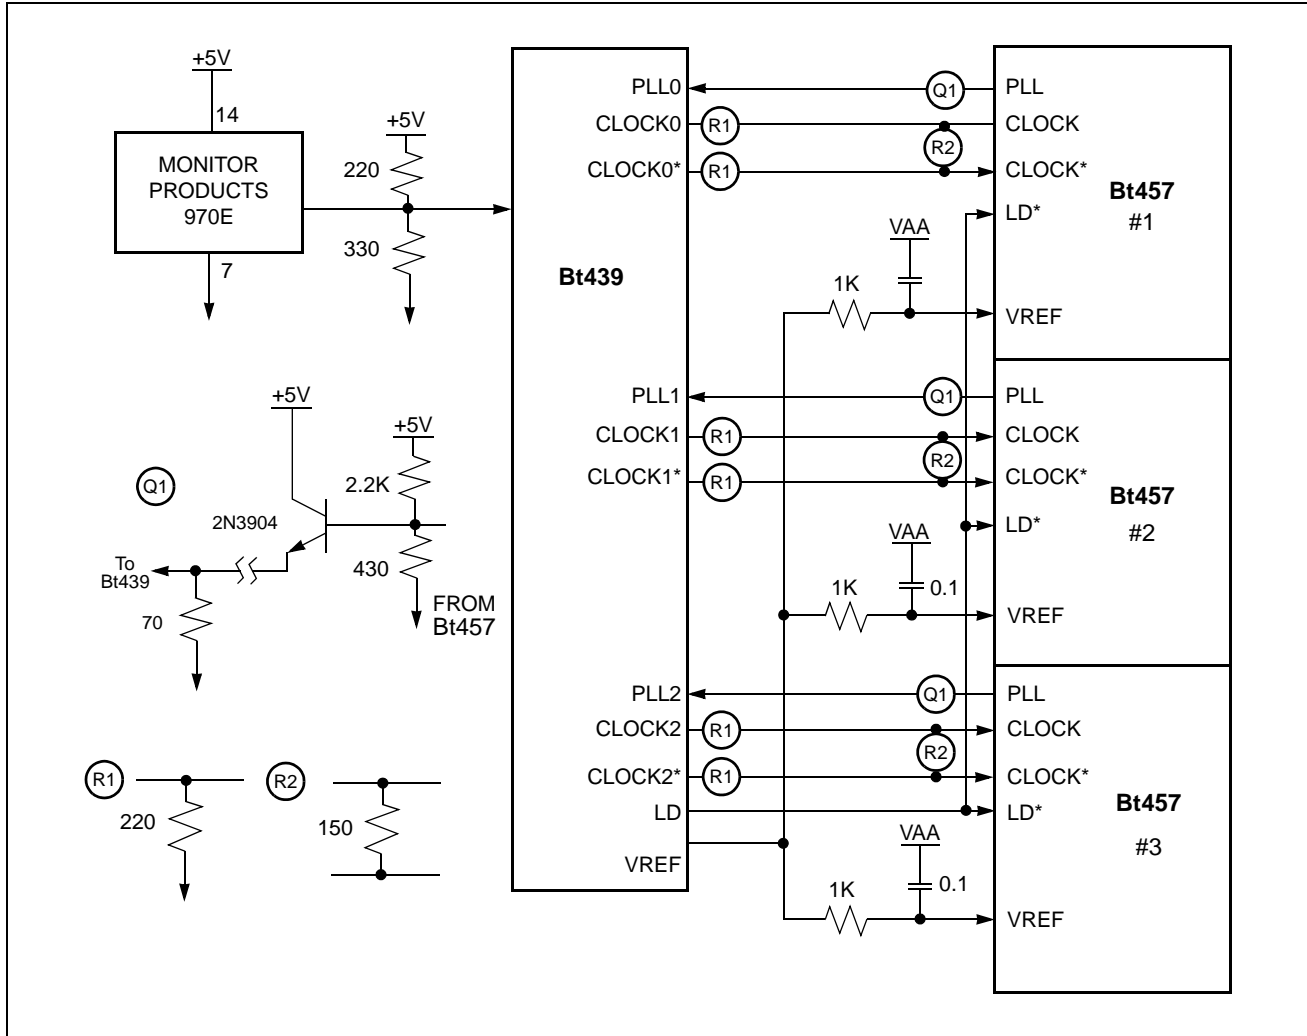 +5V
14
MONITOR
PRODUCTS
970E
7
+5V
220
330
+5V
+5V
Q1
2.2K
2N3904
To
Bt439
430
70
FROM
Bt457
R1
220
R2
150
Bt439
PLL0
CLOCK0
CLOCK0*
PLL1
CLOCK1
CLOCK1*
PLL2
CLOCK2
CLOCK2*
LD
VREF
Q1
R1
R2
R1
VAA
1K
Q1
R1
R2
R1
VAA
0.1
1K
Q1
R1
R2
R1
VAA
0.1
1K
PLL
CLOCK
CLOCK*
Bt457
#1
LD*
VREF
PLL
CLOCK
CLOCK*
Bt457
#2
LD*
VREF
PLL
CLOCK
CLOCK*
Bt457
#3
LD*
VREF